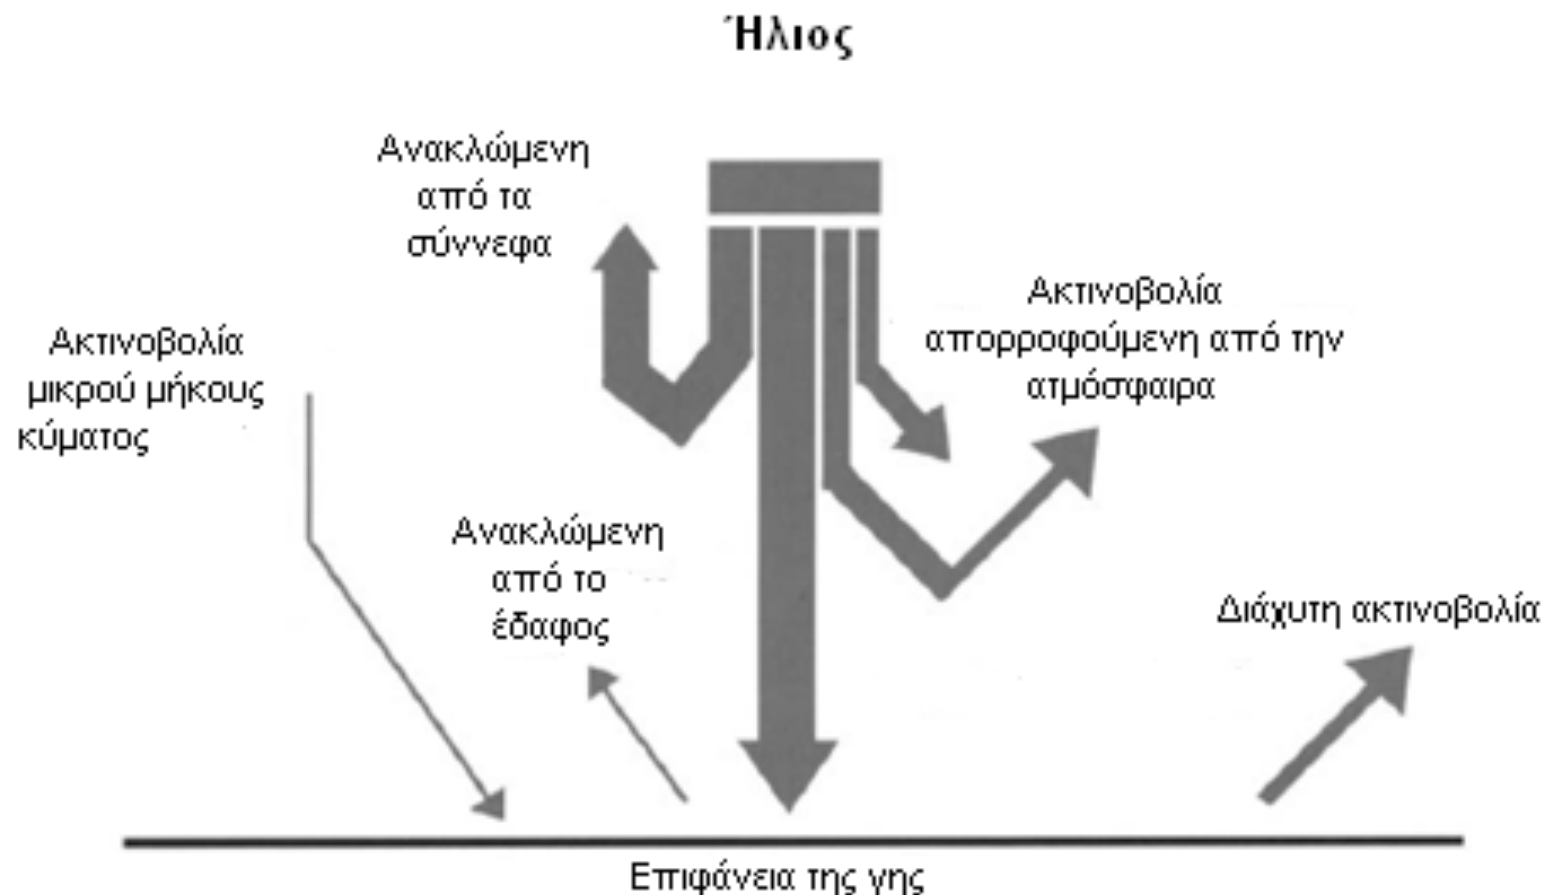 Ήλιος
Ανακλώμενη
από τα
σύννεφα
Ακτινοβολία
απορροφούμενη από την
ατμόσφαιρα
Ακτινοβολία
μικρού μήκους
κύματος
Ανακλώμενη
από το
έδαφος
Διάχυτη ακτινοβολία
Επιφάνεια της γης